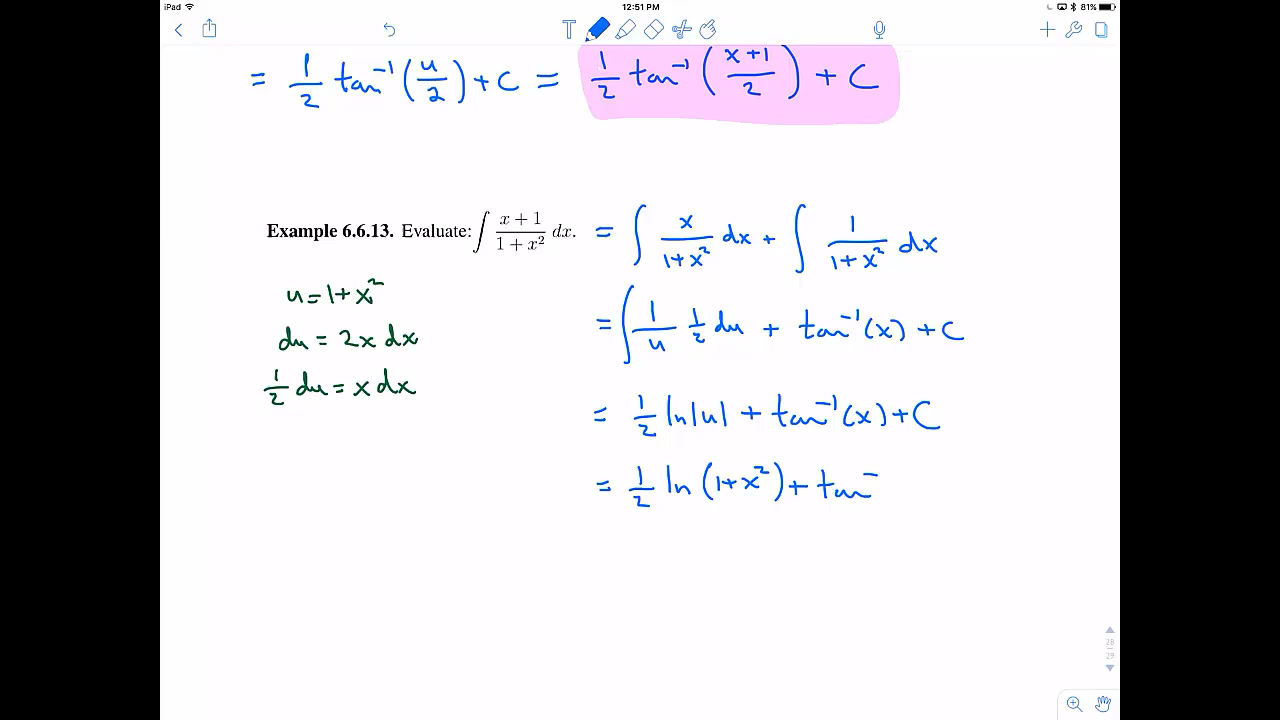 iPad 12:51 PM 81%
= 1/2 tan⁻¹(u/2) + C = 1/2 tan⁻¹((x+1)/2) + C
Example 6.6.13. Evaluate: ∫ (x + 1)/(1 + x²) dx. = ∫ x/(1+x²) dx + ∫ 1/(1+x²) dx
u = 1 + x²
= ∫ 1/u 1/2 du + tan⁻¹(x) + C
du = 2x dx
1/2 du = x dx
= 1/2 ln|u| + tan⁻¹(x) + C
= 1/2 ln(1+x²) + tan⁻
28
29